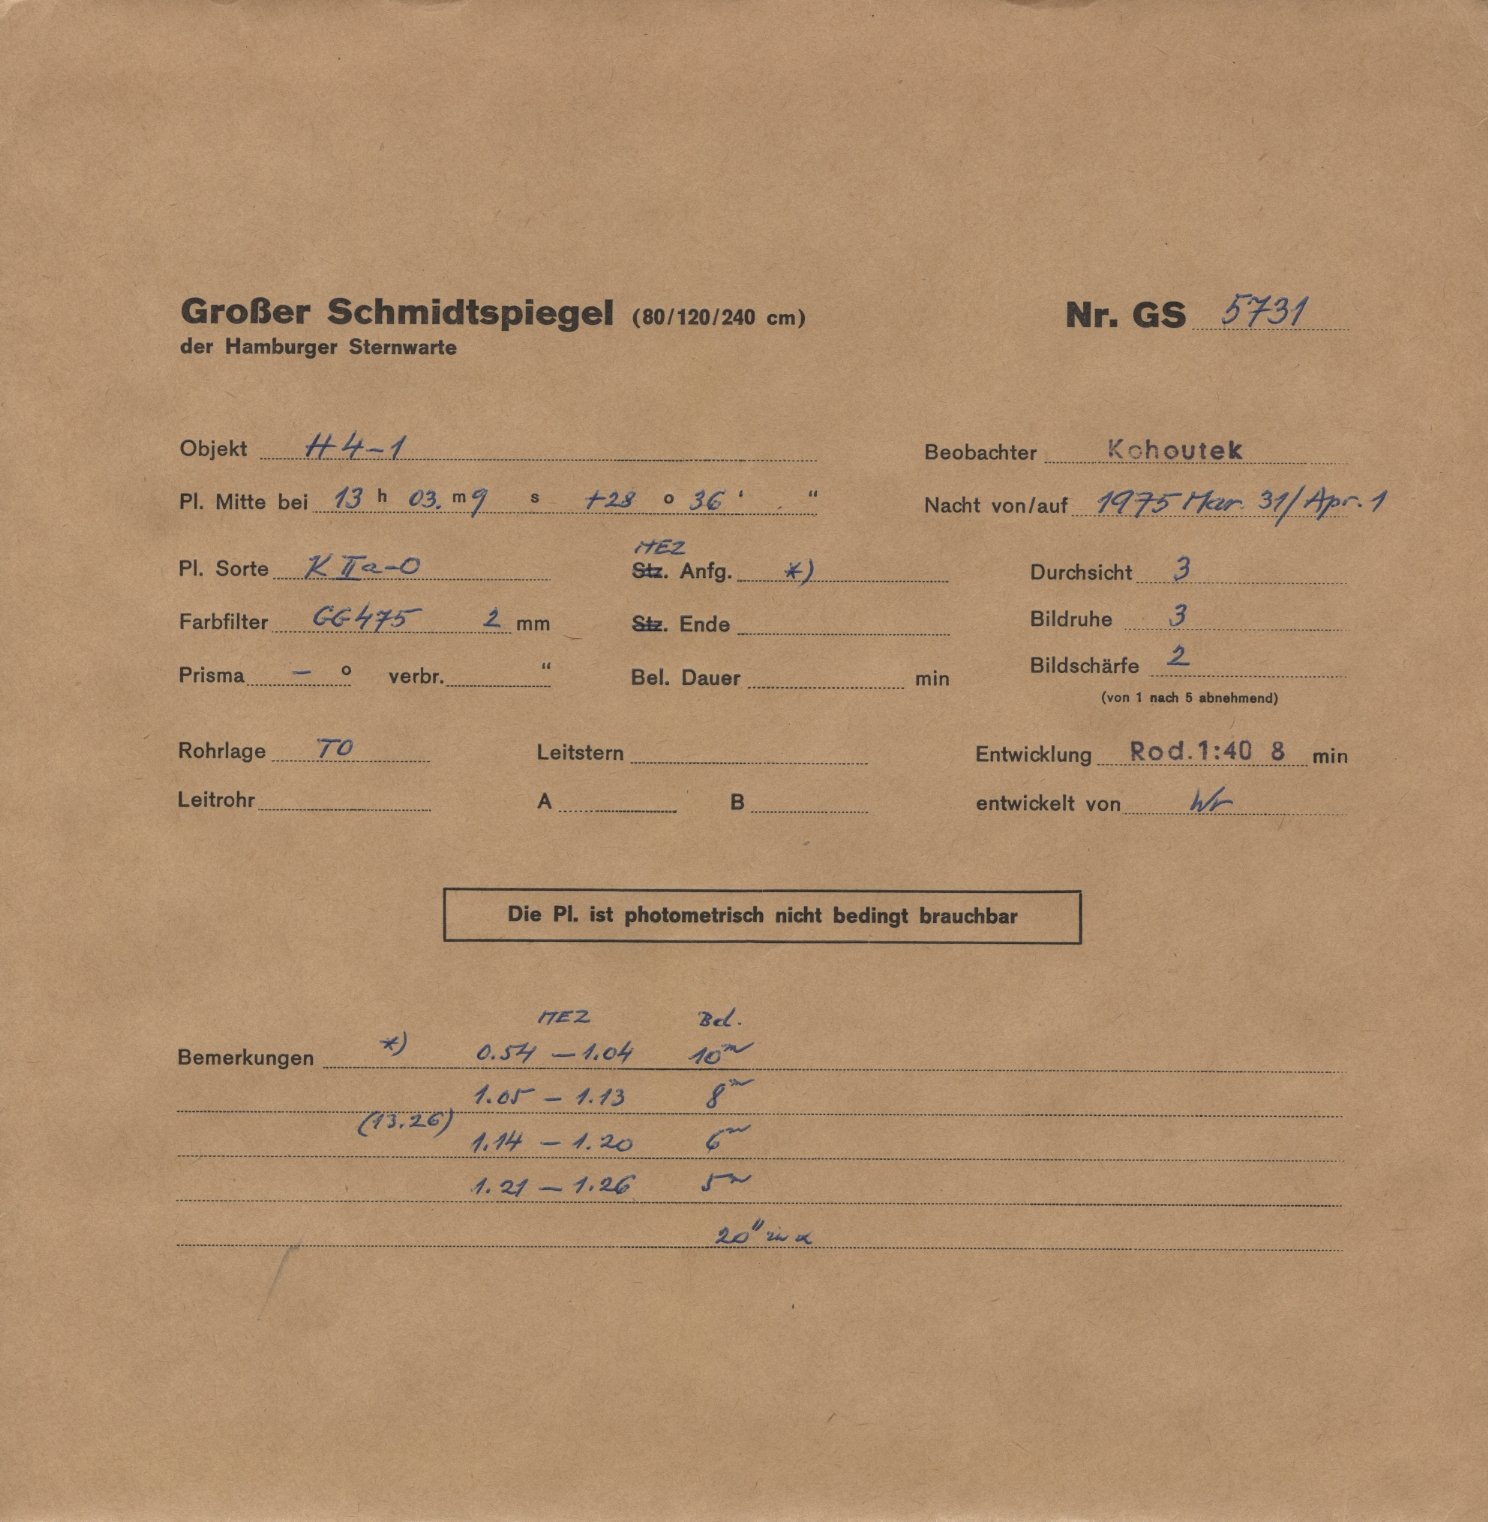 Großer Schmidtspiegel (80/120/240 cm) Nr. GS 5731
der Hamburger Sternwarte
Objekt H 4-1 Beobachter Kohoutek
Pl. Mitte bei 13 h 03. m 9 s +28 o 36 ' " Nacht von/auf 1975 Mar. 31/Apr. 1
MEZ
Pl. Sorte K IIa-O Stz. Anfg. *) Durchsicht 3
Farbfilter GG475 2 mm Stz. Ende Bildruhe 3
Prisma - o verbr. " Bel. Dauer min Bildschärfe 2
(von 1 nach 5 abnehmend)
Rohrlage TO Leitstern Entwicklung Rod.1:40 8 min
Leitrohr A B entwickelt von Wr
Die Pl. ist photometrisch nicht bedingt brauchbar
MEZ Bel.
Bemerkungen *) 0.54 - 1.04 10m
1.05 - 1.13 8m
(13.26) 1.14 - 1.20 6m
1.21 - 1.26 5m
20" in α